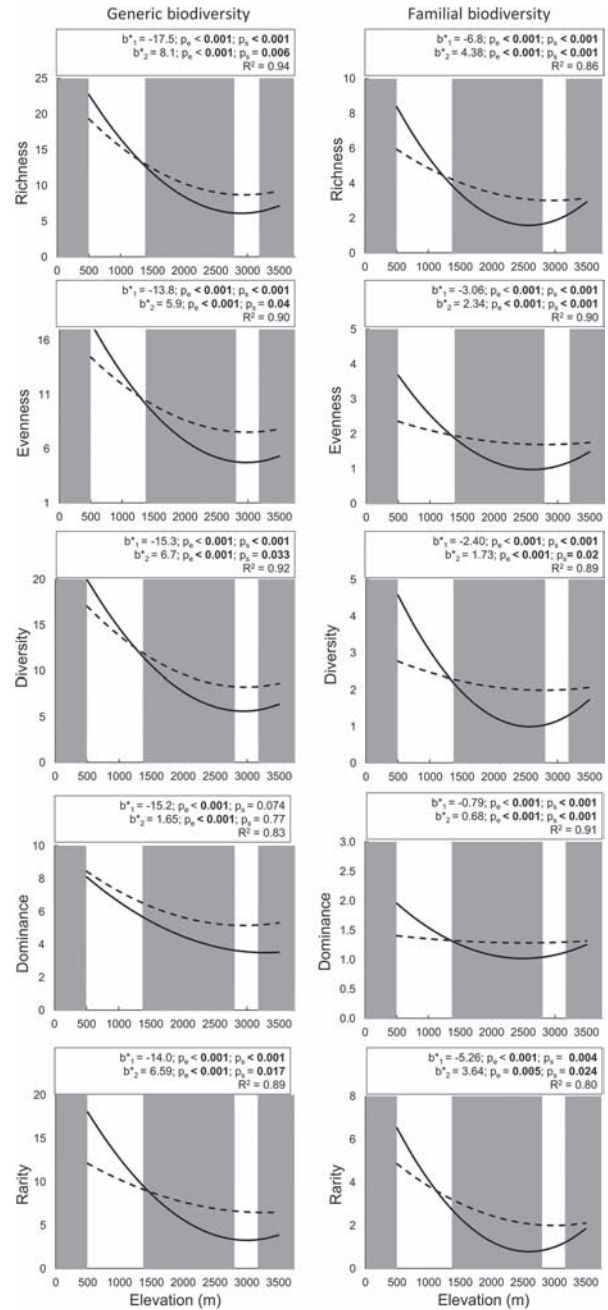 Generic biodiversity
b*1 = -17.5; pe < 0.001; ps < 0.001
b*2 = 8.1; pe < 0.001; ps = 0.006
R2 = 0.94
25
20
15
10
5
0
Richness
0 500 1000 1500 2000 2500 3000 3500
b*1 = -13.8; pe < 0.001; ps < 0.001
b*2 = 5.9; pe < 0.001; ps = 0.04
R2 = 0.90
16
11
6
1
Evenness
0 500 1000 1500 2000 2500 3000 3500
b*1 = -15.3; pe < 0.001; ps < 0.001
b*2 = 6.7; pe < 0.001; ps = 0.033
R2 = 0.92
20
15
10
5
0
Diversity
0 500 1000 1500 2000 2500 3000 3500
b*1 = -15.2; pe < 0.001; ps = 0.074
b*2 = 1.65; pe < 0.001; ps = 0.77
R2 = 0.83
10
8
6
4
2
0
Dominance
0 500 1000 1500 2000 2500 3000 3500
b*1 = -14.0; pe < 0.001; ps < 0.001
b*2 = 6.59; pe < 0.001; ps = 0.017
R2 = 0.89
20
15
10
5
0
Rarity
0 500 1000 1500 2000 2500 3000 3500
Elevation (m)
Familial biodiversity
b*1 = -6.8; pe < 0.001; ps < 0.001
b*2 = 4.38; pe < 0.001; ps < 0.001
R2 = 0.86
10
8
6
4
2
0
Richness
0 500 1000 1500 2000 2500 3000 3500
b*1 = -3.06; pe < 0.001; ps < 0.001
b*2 = 2.34; pe < 0.001; ps < 0.001
R2 = 0.90
5
4
3
2
1
0
Evenness
0 500 1000 1500 2000 2500 3000 3500
b*1 = -2.40; pe < 0.001; ps < 0.001
b*2 = 1.73; pe < 0.001; ps = 0.02
R2 = 0.89
5
4
3
2
1
0
Diversity
0 500 1000 1500 2000 2500 3000 3500
b*1 = -0.79; pe < 0.001; ps < 0.001
b*2 = 0.68; pe < 0.001; ps < 0.001
R2 = 0.91
3.0
2.5
2.0
1.5
1.0
0.5
0.0
Dominance
0 500 1000 1500 2000 2500 3000 3500
b*1 = -5.26; pe < 0.001; ps = 0.004
b*2 = 3.64; pe = 0.005; ps = 0.024
R2 = 0.80
8
6
4
2
0
Rarity
0 500 1000 1500 2000 2500 3000 3500
Elevation (m)